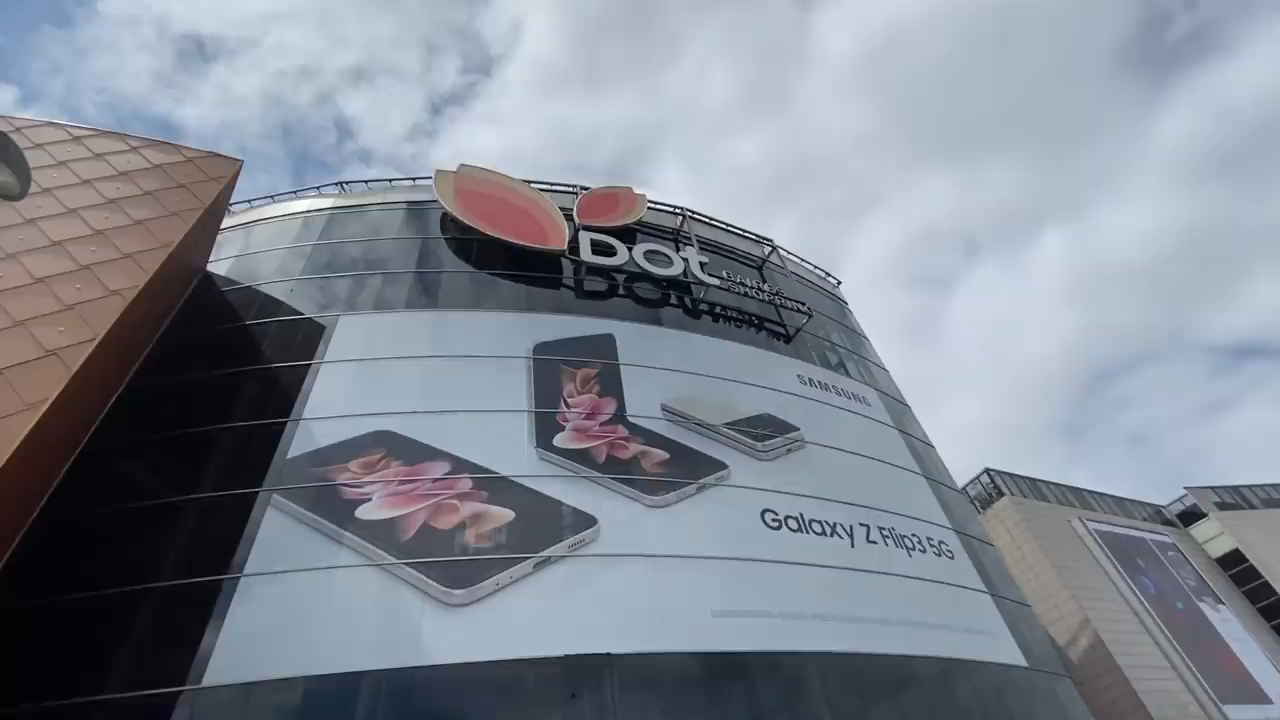 DOt
BAIRES
SHOPPING
SAMSUNG
Galaxy Z Flip3 5G